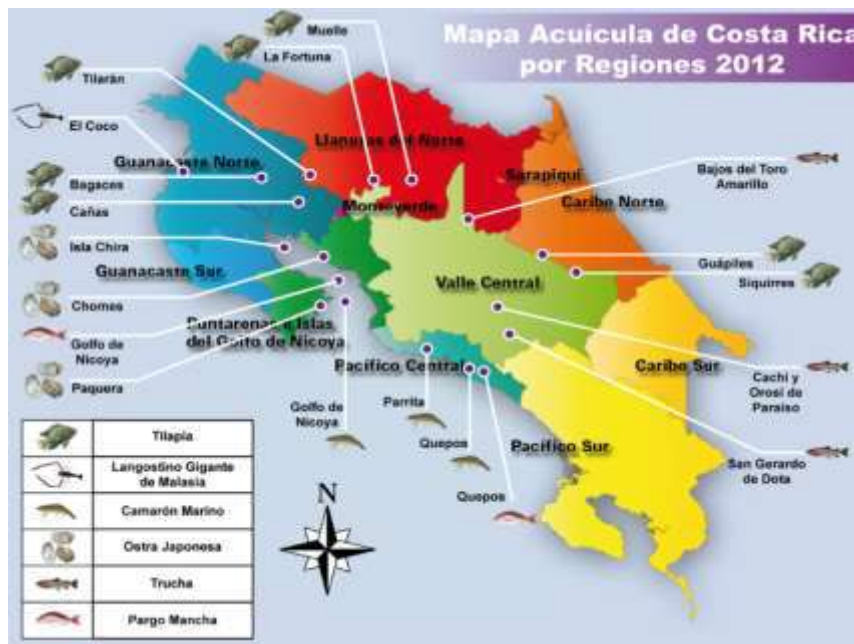 Mapa Acuícula de Costa Rica
por Regiones 2012
Muelle
La Fortuna
Tilarán
El Coco
Bagaces
Cañas
Isla Chira
Chomes
Golfo de
Nicoya
Paquera
Llanuras del Norte.
Guanacaste Norte.
Monteverde
Sarapiquí
Caribe Norte.
Guanacaste Sur.
Valle Central.
Puntarenas e Islas
del Golfo de Nicoya.
Pacífico Central.
Caribe Sur.
Pacífico Sur.
Bajos del Toro
Amarillo
Guápiles
Siquirres
Cachí y
Orosi de
Paraíso
San Gerardo
de Dota
Golfo de
Nicoya
Parrita
Quepos
Quepos
Tilapia
Langostino Gigante
de Malasia
Camarón Marino
Ostra Japonesa
Trucha
Pargo Mancha
N